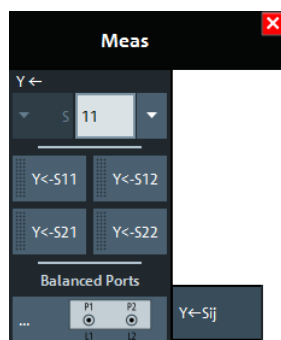 Meas
Y ←
S 11
Y<-S11 Y<-S12
Y<-S21 Y<-S22
Balanced Ports
P1 P2
...
L1 L2
Y←Sij